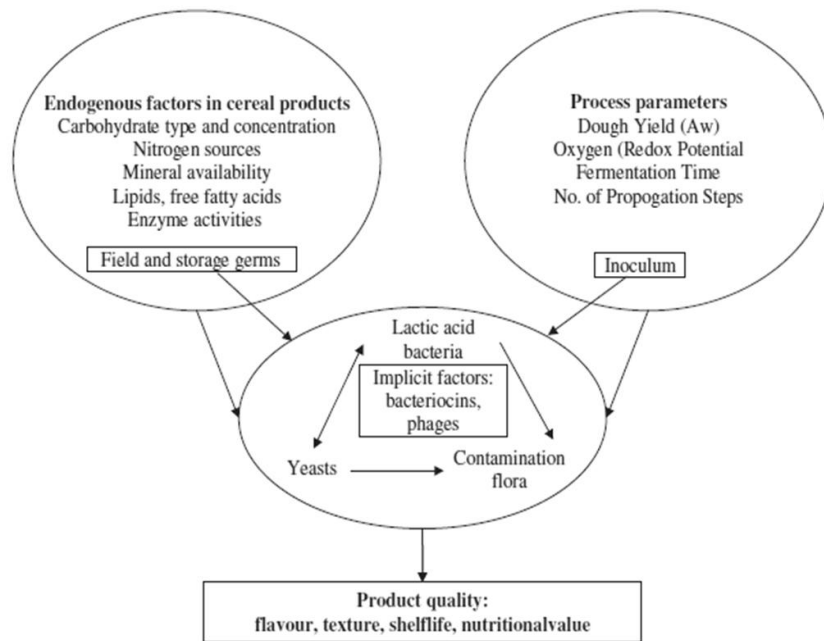 Endogenous factors in cereal products
Carbohydrate type and concentration
Nitrogen sources
Mineral availability
Lipids, free fatty acids
Enzyme activities
Field and storage germs
Process parameters
Dough Yield (Aw)
Oxygen (Redox Potential
Fermentation Time
No. of Propogation Steps
Inoculum
Lactic acid
bacteria
Implicit factors:
bacteriocins,
phages
Yeasts
Contamination
flora
Product quality:
flavour, texture, shelflife, nutritionalvalue